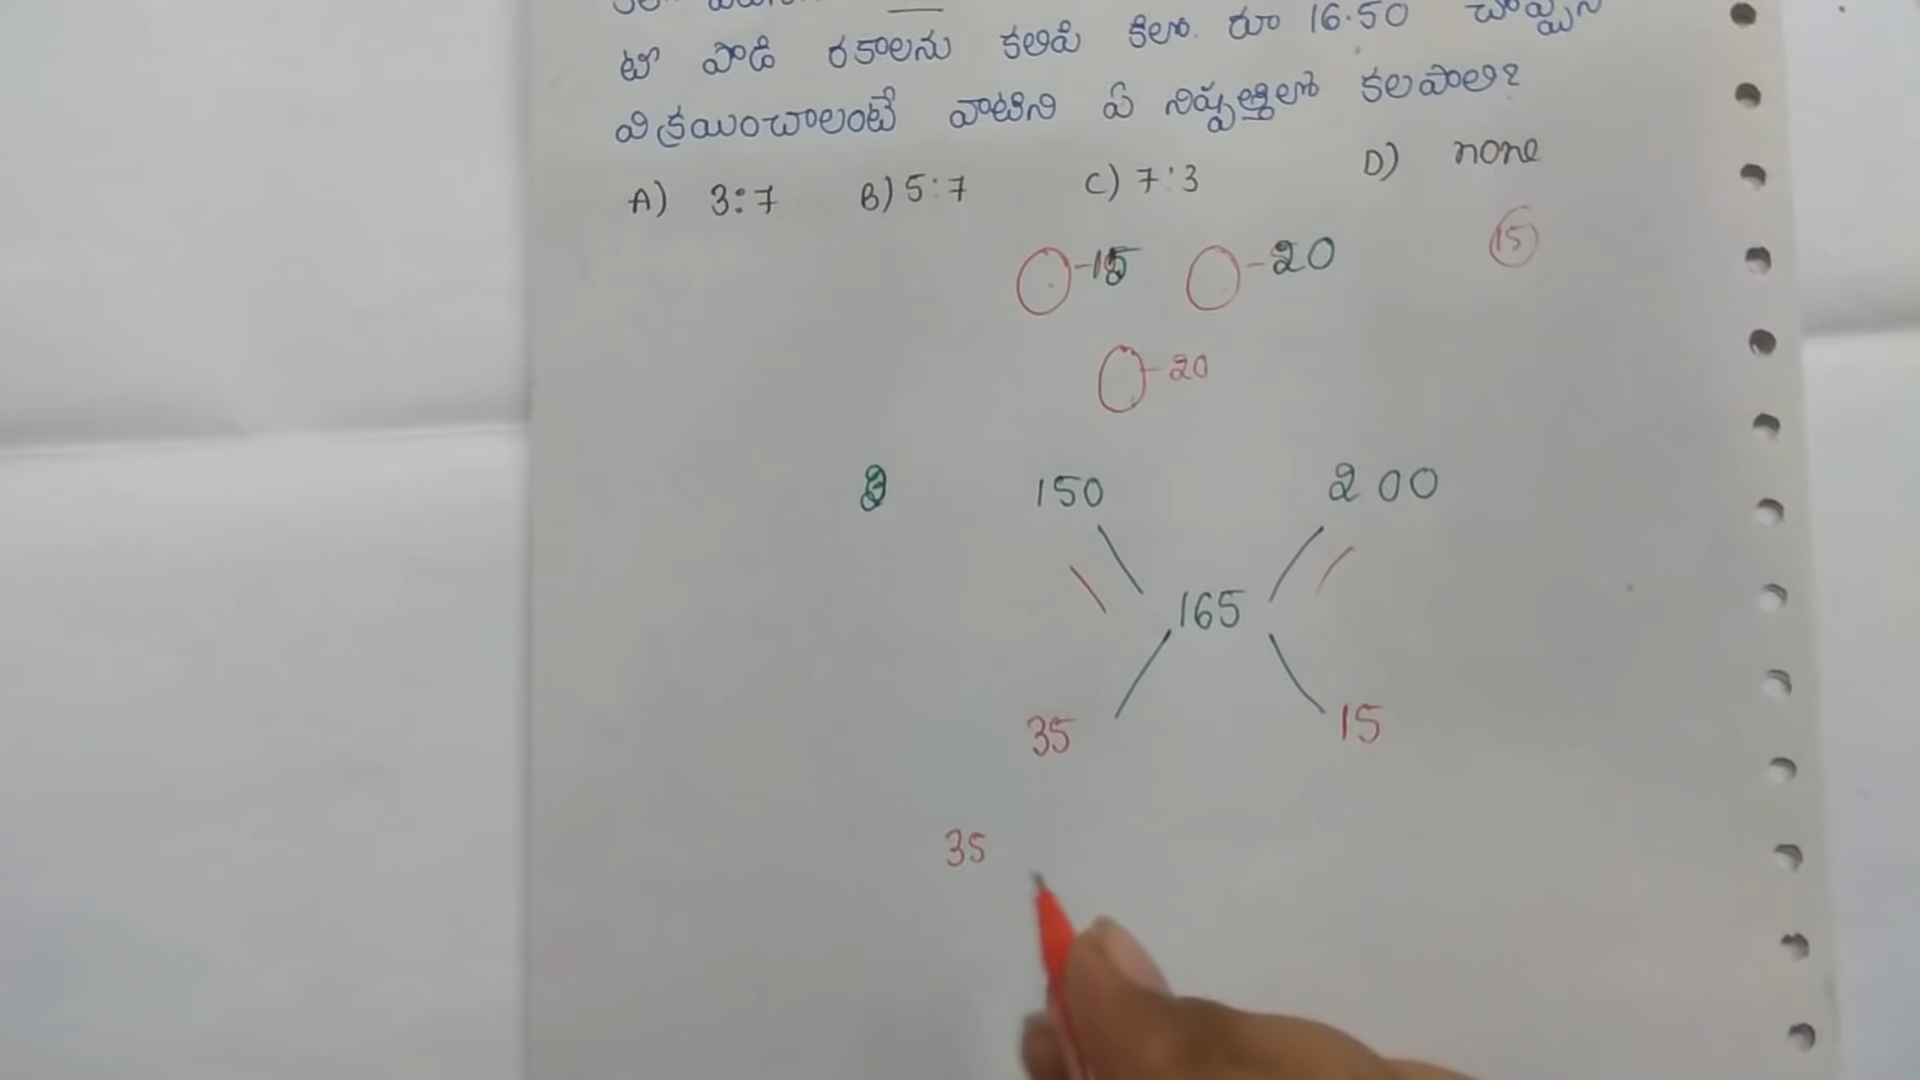 టీ పొడి రకాలను కలిపి కిలో. రూ 16.50 చొప్పున
విక్రయించాలంటే వాటిని ఏ నిష్పత్తిలో కలపాలి?
A) 3:7 B) 5:7 C) 7:3 D) none
-15 -20 15
-20
150 200
165
35 15
35